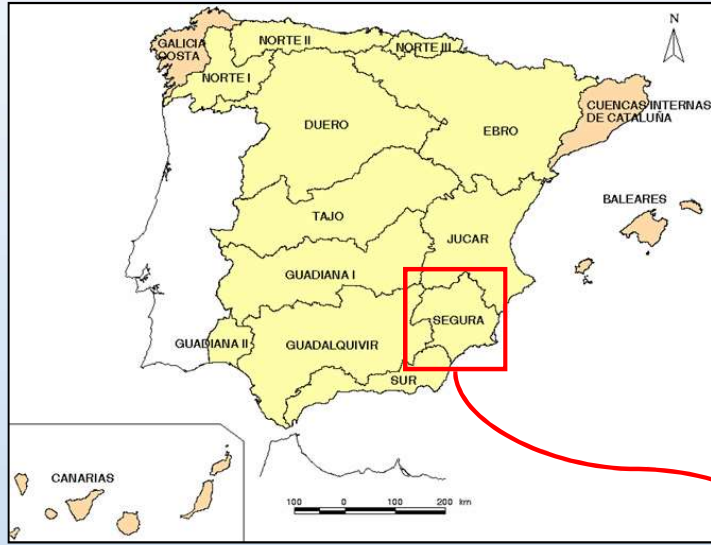 N
GALICIA
COSTA
NORTE II
NORTE III
NORTE I
CUENCAS INTERNAS
DE CATALUÑA
DUERO
EBRO
BALEARES
TAJO
JUCAR
GUADIANA I
SEGURA
GUADIANA II
GUADALQUIVIR
SUR
CANARIAS
100 0 100 200 km